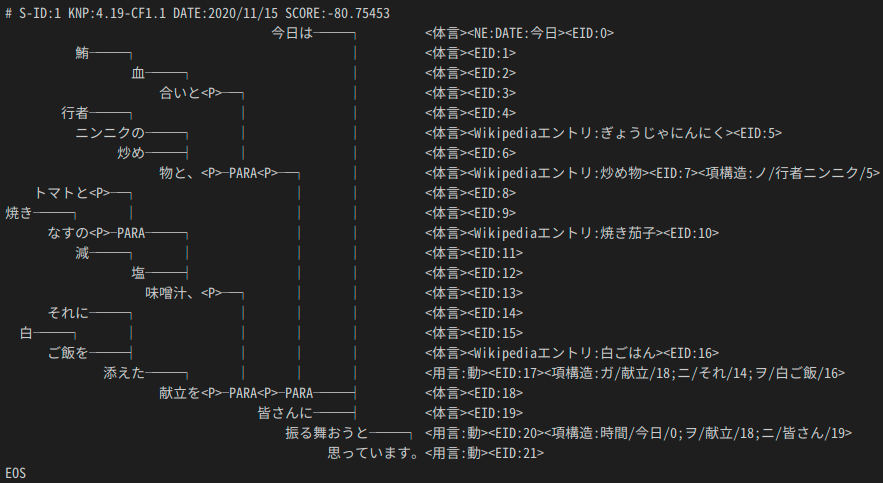 # S-ID:1 KNP:4.19-CF1.1 DATE:2020/11/15 SCORE:-80.75453
今日は─────┐ <体言><NE:DATE:今日><EID:0>
鮪─────┐ │ <体言><EID:1>
血─────┐ │ <体言><EID:2>
合いと<P>──┐ │ <体言><EID:3>
行者─────┐ │ │ <体言><EID:4>
ニンニクの─────┐ │ │ <体言><Wikipediaエントリ:ぎょうじゃにんにく><EID:5>
炒め─────┤ │ │ <体言><EID:6>
物と、<P>─PARA<P>──┐ │ <体言><Wikipediaエントリ:炒め物><EID:7><項構造:ノ/行者ニンニク/5>
トマトと<P>──┐ │ │ <体言><EID:8>
焼き─────┐ │ │ │ <体言><EID:9>
なすの<P>─PARA─────┐ │ │ <体言><Wikipediaエントリ:焼き茄子><EID:10>
減─────┐ │ │ │ <体言><EID:11>
塩─────┤ │ │ <体言><EID:12>
味噌汁、<P>──┐ │ │ <体言><EID:13>
それに─────┐ │ │ │ <体言><EID:14>
白─────┐ │ │ │ │ <体言><EID:15>
ご飯を─────┤ │ │ │ <体言><Wikipediaエントリ:白ごはん><EID:16>
添えた─────┐ │ │ │ <用言:動><EID:17><項構造:ガ/献立/18;ニ/それ/14;ヲ/白ご飯/16>
献立を<P>─PARA<P>─PARA─────┤ <体言><EID:18>
皆さんに─────┤ <体言><EID:19>
振る舞おうと─────┐ <用言:動><EID:20><項構造:時間/今日/0;ヲ/献立/18;ニ/皆さん/19>
思っています。<用言:動><EID:21>
EOS